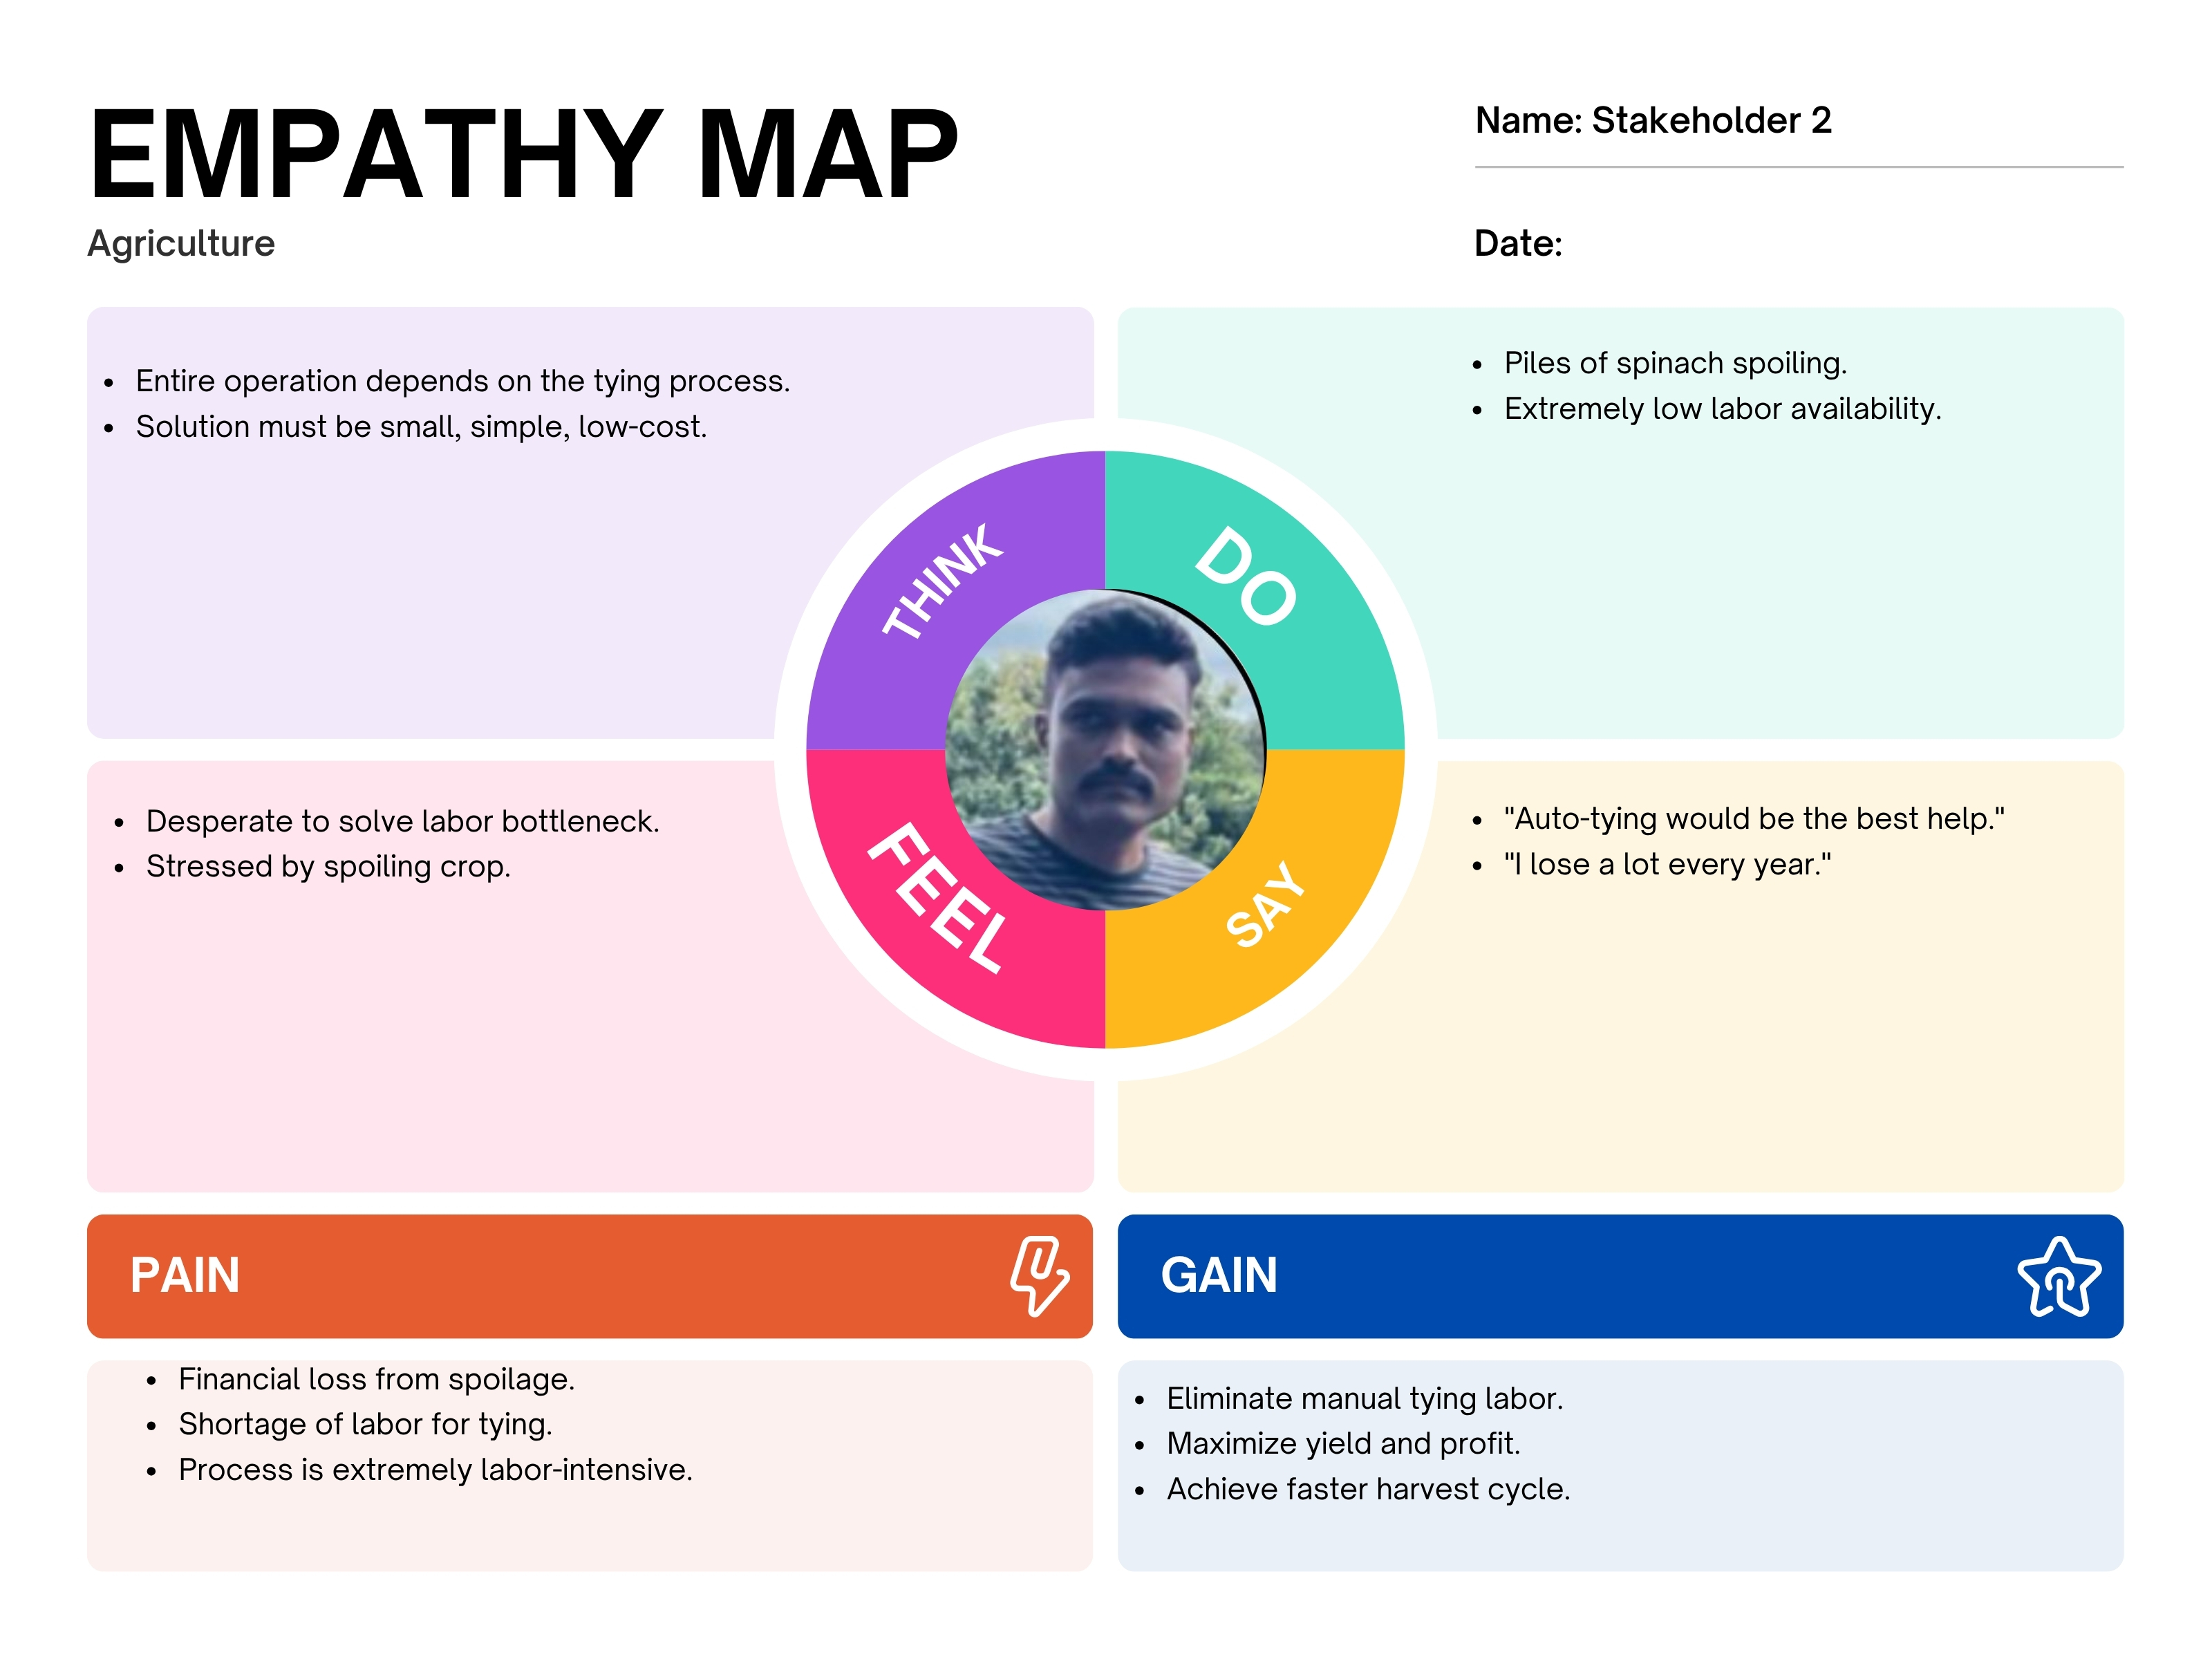 EMPATHY MAP
Agriculture
Name: Stakeholder 2
Date:
• Entire operation depends on the tying process.
• Solution must be small, simple, low-cost.
• Piles of spinach spoiling.
• Extremely low labor availability.
THINK
DO
FEEL
SAY
• Desperate to solve labor bottleneck.
• Stressed by spoiling crop.
• "Auto-tying would be the best help."
• "I lose a lot every year."
PAIN
• Financial loss from spoilage.
• Shortage of labor for tying.
• Process is extremely labor-intensive.
GAIN
• Eliminate manual tying labor.
• Maximize yield and profit.
• Achieve faster harvest cycle.